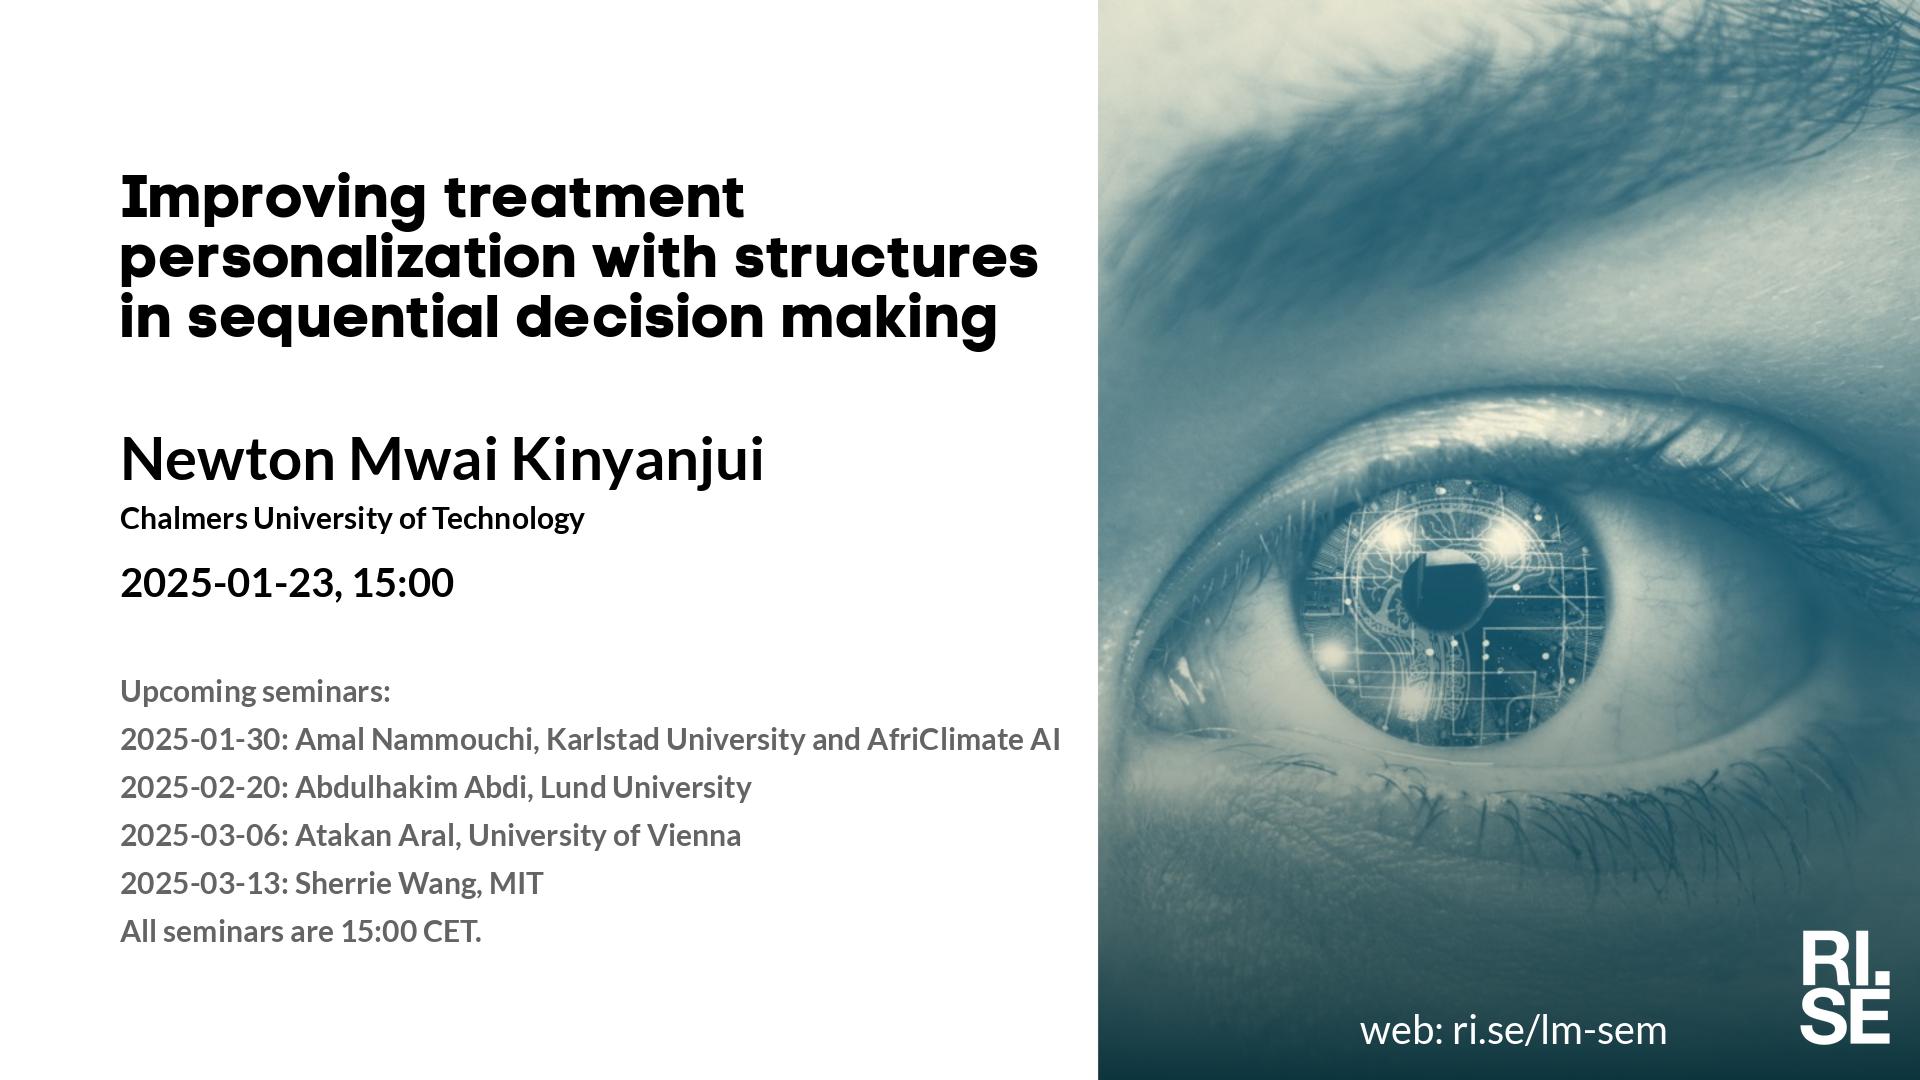 Improving treatment
personalization with structures
in sequential decision making
Newton Mwai Kinyanjui
Chalmers University of Technology
2025-01-23, 15:00
Upcoming seminars:
2025-01-30: Amal Nammouchi, Karlstad University and AfriClimate AI
2025-02-20: Abdulhakim Abdi, Lund University
2025-03-06: Atakan Aral, University of Vienna
2025-03-13: Sherrie Wang, MIT
All seminars are 15:00 CET.
web: ri.se/lm-sem
RI.
SE